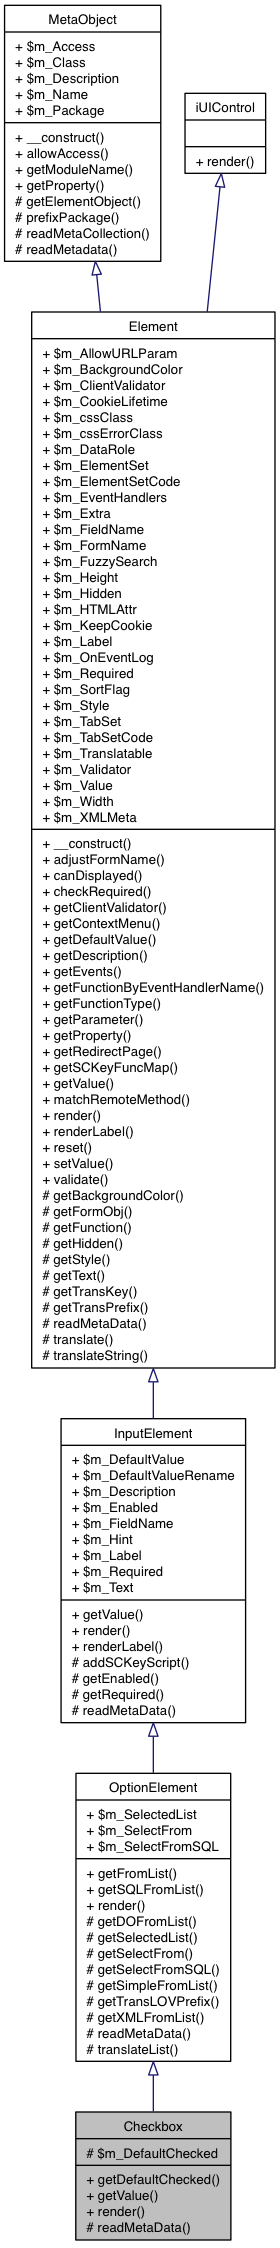 MetaObject
+ $m_Access
+ $m_Class
+ $m_Description
+ $m_Name
+ $m_Package
+ __construct()
+ allowAccess()
+ getModuleName()
+ getProperty()
# getElementObject()
# prefixPackage()
# readMetaCollection()
# readMetadata()
iUIControl
+ render()
Element
+ $m_AllowURLParam
+ $m_BackgroundColor
+ $m_ClientValidator
+ $m_CookieLifetime
+ $m_cssClass
+ $m_cssErrorClass
+ $m_DataRole
+ $m_ElementSet
+ $m_ElementSetCode
+ $m_EventHandlers
+ $m_Extra
+ $m_FieldName
+ $m_FormName
+ $m_FuzzySearch
+ $m_Height
+ $m_Hidden
+ $m_HTMLAttr
+ $m_KeepCookie
+ $m_Label
+ $m_OnEventLog
+ $m_Required
+ $m_SortFlag
+ $m_Style
+ $m_TabSet
+ $m_TabSetCode
+ $m_Translatable
+ $m_Validator
+ $m_Value
+ $m_Width
+ $m_XMLMeta
+ __construct()
+ adjustFormName()
+ canDisplayed()
+ checkRequired()
+ getClientValidator()
+ getContextMenu()
+ getDefaultValue()
+ getDescription()
+ getEvents()
+ getFunctionByEventHandlerName()
+ getFunctionType()
+ getParameter()
+ getProperty()
+ getRedirectPage()
+ getSCKeyFuncMap()
+ getValue()
+ matchRemoteMethod()
+ render()
+ renderLabel()
+ reset()
+ setValue()
+ validate()
# getBackgroundColor()
# getFormObj()
# getFunction()
# getHidden()
# getStyle()
# getText()
# getTransKey()
# getTransPrefix()
# readMetaData()
# translate()
# translateString()
InputElement
+ $m_DefaultValue
+ $m_DefaultValueRename
+ $m_Description
+ $m_Enabled
+ $m_FieldName
+ $m_Hint
+ $m_Label
+ $m_Required
+ $m_Text
+ getValue()
+ render()
+ renderLabel()
# addSCKeyScript()
# getEnabled()
# getRequired()
# readMetaData()
OptionElement
+ $m_SelectedList
+ $m_SelectFrom
+ $m_SelectFromSQL
+ getFromList()
+ getSQLFromList()
+ render()
# getDOFromList()
# getSelectedList()
# getSelectFrom()
# getSelectFromSQL()
# getSimpleFromList()
# getTransLOVPrefix()
# getXMLFromList()
# readMetaData()
# translateList()
Checkbox
# $m_DefaultChecked
+ getDefaultChecked()
+ getValue()
+ render()
# readMetaData()